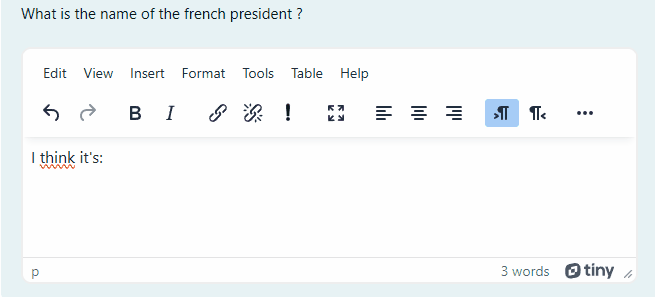 What is the name of the french president ?
Edit View Insert Format Tools Table Help
B I ! >¶ ¶< ...
I think it's:
p 3 words tiny